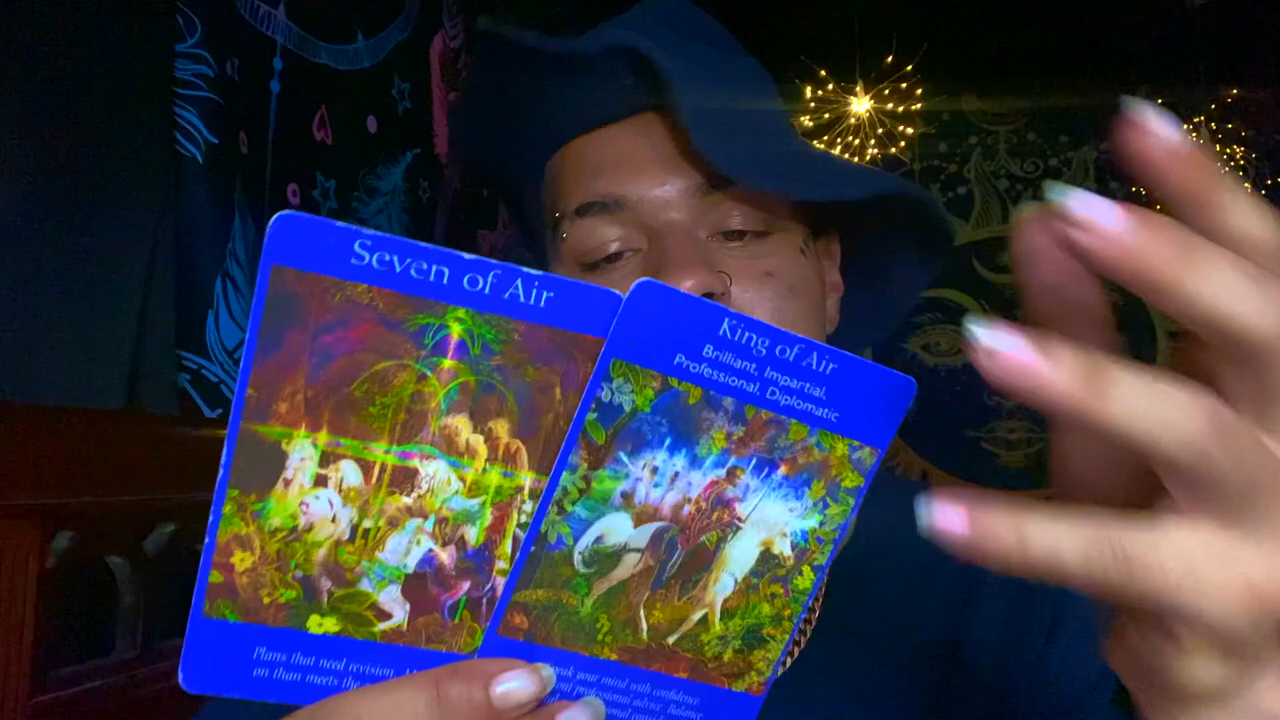 Seven of Air
Plans that need revision.
on than meets the
King of Air
Brilliant, Impartial,
Professional, Diplomatic
your mind with confidence.
professional advice. Balance